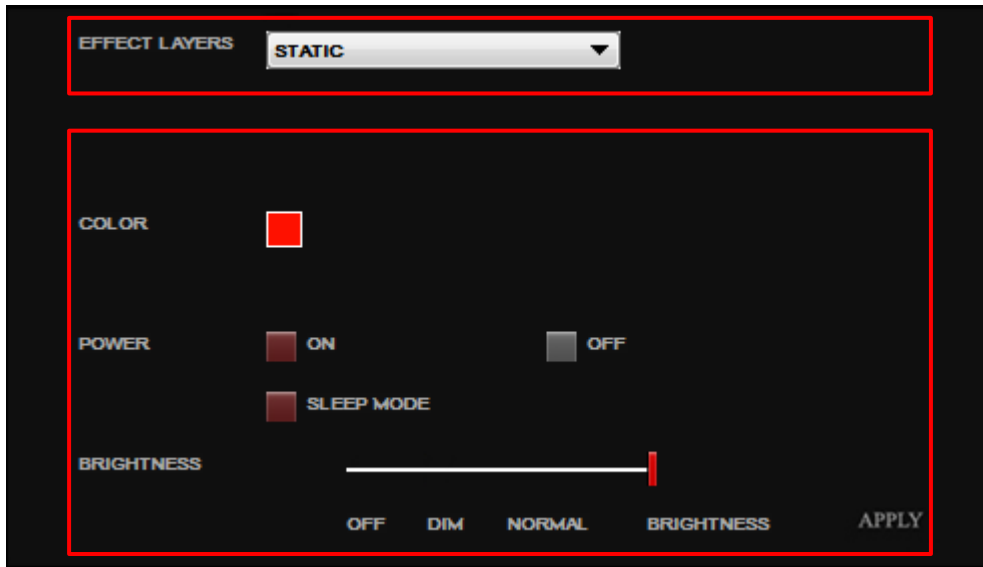 EFFECT LAYERS STATIC
COLOR
POWER ON OFF
SLEEP MODE
BRIGHTNESS
OFF DIM NORMAL BRIGHTNESS APPLY